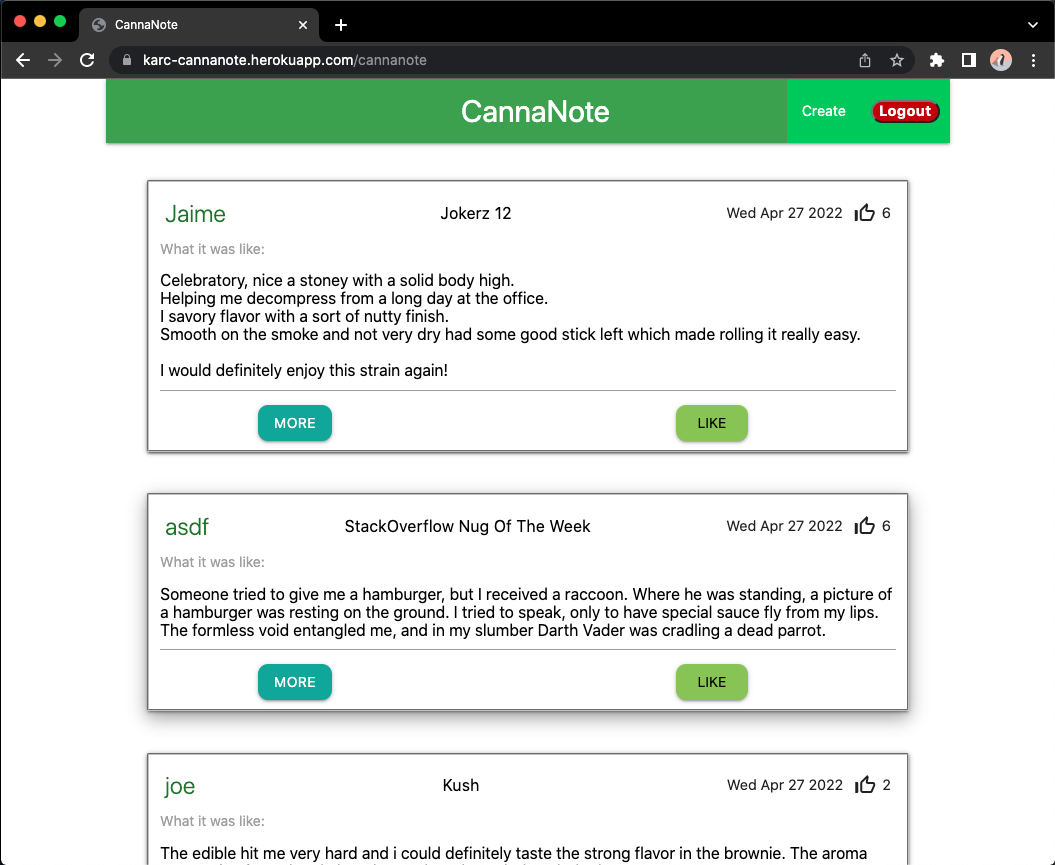 CannaNote
karc-cannanote.herokuapp.com/cannanote
CannaNote
Create
Logout
Jaime
Jokerz 12
Wed Apr 27 2022
6
What it was like:
Celebratory, nice a stoney with a solid body high.
Helping me decompress from a long day at the office.
I savory flavor with a sort of nutty finish.
Smooth on the smoke and not very dry had some good stick left which made rolling it really easy.
I would definitely enjoy this strain again!
MORE
LIKE
asdf
StackOverflow Nug Of The Week
Wed Apr 27 2022
6
What it was like:
Someone tried to give me a hamburger, but I received a raccoon. Where he was standing, a picture of
a hamburger was resting on the ground. I tried to speak, only to have special sauce fly from my lips.
The formless void entangled me, and in my slumber Darth Vader was cradling a dead parrot.
MORE
LIKE
joe
Kush
Wed Apr 27 2022
2
What it was like:
The edible hit me very hard and i could definitely taste the strong flavor in the brownie. The aroma